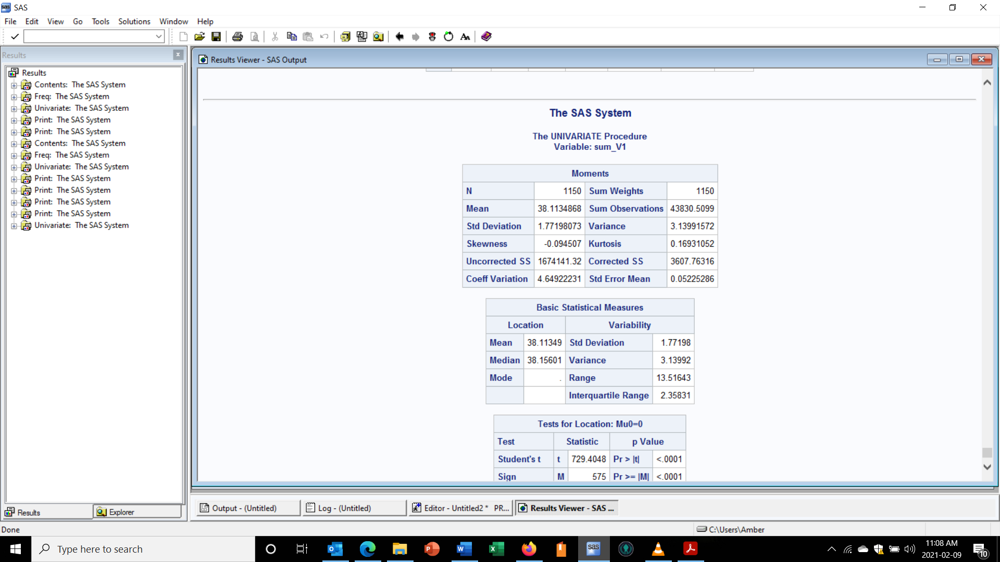 SAS
File Edit View Go Tools Solutions Window Help
Results
Results
Contents: The SAS System
Freq: The SAS System
Univariate: The SAS System
Print: The SAS System
Print: The SAS System
Contents: The SAS System
Freq: The SAS System
Univariate: The SAS System
Print: The SAS System
Print: The SAS System
Print: The SAS System
Print: The SAS System
Univariate: The SAS System
Results Explorer
Results Viewer - SAS Output
The SAS System
The UNIVARIATE Procedure
Variable: sum_V1
Moments
N 1150 Sum Weights 1150
Mean 38.1134868 Sum Observations 43830.5099
Std Deviation 1.77198073 Variance 3.13991572
Skewness -0.094507 Kurtosis 0.16931052
Uncorrected SS 1674141.32 Corrected SS 3607.76316
Coeff Variation 4.64922231 Std Error Mean 0.05225286
Basic Statistical Measures
Location Variability
Mean 38.11349 Std Deviation 1.77198
Median 38.15601 Variance 3.13992
Mode . Range 13.51643
Interquartile Range 2.35831
Tests for Location: Mu0=0
Test Statistic p Value
Student's t t 729.4048 Pr > |t| <.0001
Sign M 575 Pr >= |M| <.0001
Output - (Untitled) Log - (Untitled) Editor - Untitled2 * PR... Results Viewer - SAS ...
Done C:\Users\Amber
Type here to search
11:08 AM
2021-02-09
10